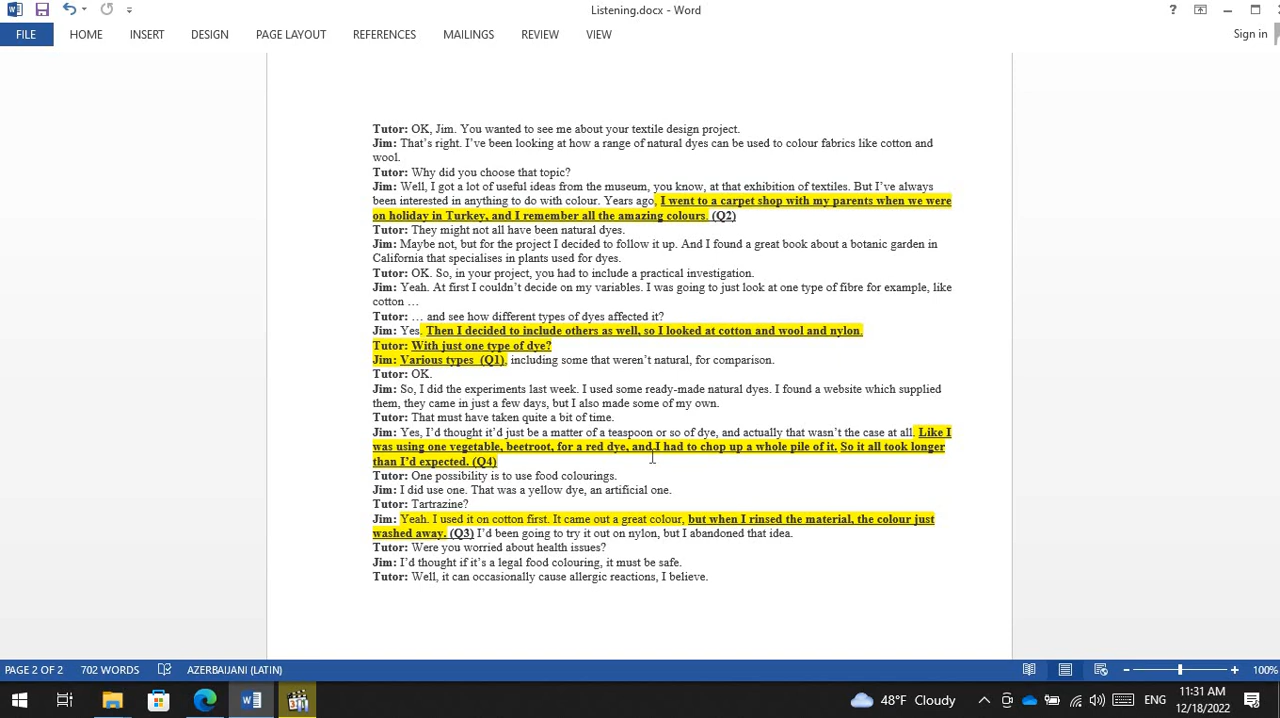 Listening.docx - Word
?
FILE HOME INSERT DESIGN PAGE LAYOUT REFERENCES MAILINGS REVIEW VIEW Sign in
Tutor: OK, Jim. You wanted to see me about your textile design project.
Jim: That’s right. I’ve been looking at how a range of natural dyes can be used to colour fabrics like cotton and
wool.
Tutor: Why did you choose that topic?
Jim: Well, I got a lot of useful ideas from the museum, you know, at that exhibition of textiles. But I’ve always
been interested in anything to do with colour. Years ago, I went to a carpet shop with my parents when we were
on holiday in Turkey, and I remember all the amazing colours. (Q2)
Tutor: They might not all have been natural dyes.
Jim: Maybe not, but for the project I decided to follow it up. And I found a great book about a botanic garden in
California that specialises in plants used for dyes.
Tutor: OK. So, in your project, you had to include a practical investigation.
Jim: Yeah. At first I couldn’t decide on my variables. I was going to just look at one type of fibre for example, like
cotton …
Tutor: … and see how different types of dyes affected it?
Jim: Yes. Then I decided to include others as well, so I looked at cotton and wool and nylon.
Tutor: With just one type of dye?
Jim: Various types (Q1), including some that weren’t natural, for comparison.
Tutor: OK.
Jim: So, I did the experiments last week. I used some ready-made natural dyes. I found a website which supplied
them, they came in just a few days, but I also made some of my own.
Tutor: That must have taken quite a bit of time.
Jim: Yes, I’d thought it’d just be a matter of a teaspoon or so of dye, and actually that wasn’t the case at all. Like I
was using one vegetable, beetroot, for a red dye, and I had to chop up a whole pile of it. So it all took longer
than I’d expected. (Q4)
Tutor: One possibility is to use food colourings.
Jim: I did use one. That was a yellow dye, an artificial one.
Tutor: Tartrazine?
Jim: Yeah. I used it on cotton first. It came out a great colour, but when I rinsed the material, the colour just
washed away. (Q3) I’d been going to try it out on nylon, but I abandoned that idea.
Tutor: Were you worried about health issues?
Jim: I’d thought if it’s a legal food colouring, it must be safe.
Tutor: Well, it can occasionally cause allergic reactions, I believe.
PAGE 2 OF 2 702 WORDS AZERBAIJANI (LATIN) 100%
48°F Cloudy ENG 11:31 AM
12/18/2022